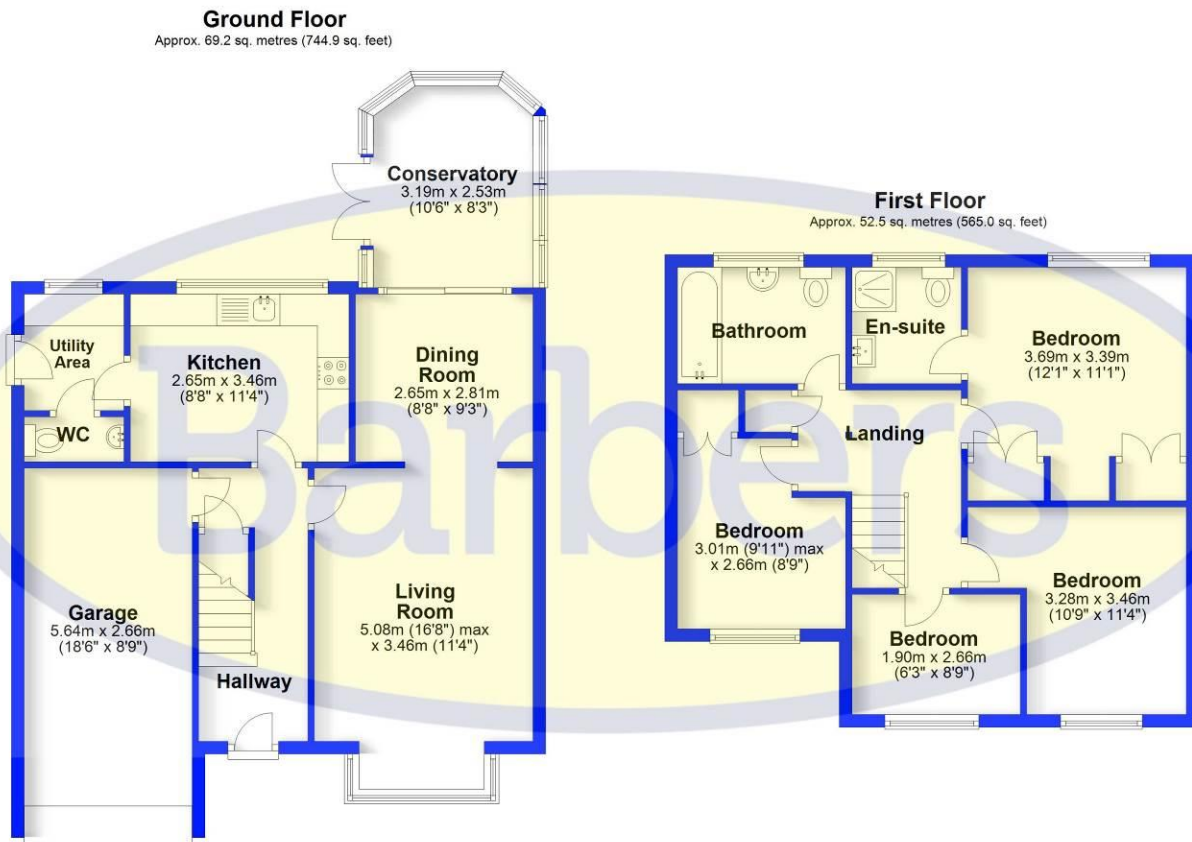 Ground Floor
Approx. 69.2 sq. metres (744.9 sq. feet)
Conservatory
3.19m x 2.53m
(10'6" x 8'3")
Utility
Area
Kitchen
2.65m x 3.46m
(8'8" x 11'4")
Dining
Room
2.65m x 2.81m
(8'8" x 9'3")
WC
Garage
5.64m x 2.66m
(18'6" x 8'9")
Hallway
Living
Room
5.08m (16'8") max
x 3.46m (11'4")
First Floor
Approx. 52.5 sq. metres (565.0 sq. feet)
Bathroom
En-suite
Bedroom
3.69m x 3.39m
(12'1" x 11'1")
Landing
Bedroom
3.01m (9'11") max
x 2.66m (8'9")
Bedroom
3.28m x 3.46m
(10'9" x 11'4")
Bedroom
1.90m x 2.66m
(6'3" x 8'9")
Barbers